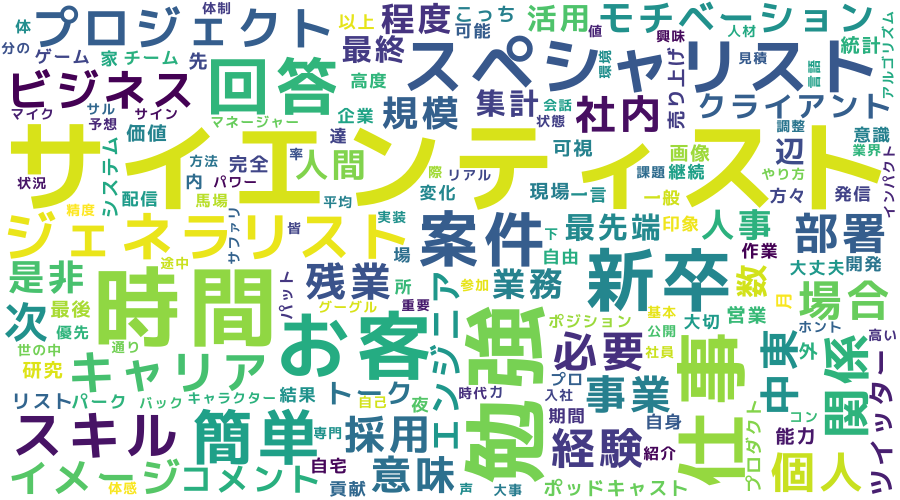 体
プロジェクト
体制
以上
程度
こっち
可能
活用
モチベーション
分の
ゲーム
家
チーム
先
最終
値
興味
人材
統計
アルゴリズム
ビジネス
回答
高度
スペシャリスト
環境
見積
言語
マイク
サル
サイン
予想
マネージャー
企業
規模
集計
会話
状態
社内
売り上げ
クライアント
価値
達
サイエンティスト
調整
意識
業界
状況
システム
方法
率
完全
人間
可視
画像
課題
継続
辺
やり方
インパクト
配信
内
パワー
馬場
平均
変化
際
リアル
現場
一言
一般
方々
発信
精度
ジェネラリスト
サファリ
皆
実装
場
案件
下
最先端
印象
人事
作業
部署
是非
途中
時間
パット
残業
所
業務
自由
新卒
数
大丈夫
開発
次
最後
優先
グーグル
重要
エンジニア
参加
ポジション
基本
公開
大切
営業
月
場合
世の中
通り
お客
勉強
必要
社員
仕事
中東
ホント
外
高い
関係
研究
キャリア
リスト
パーク
バック
キャラクター
結果
トーク
自己
夜
時代
力
プロ
入社
事業
ツイッター
スキル
簡単
専門
採用
期間
自身
プロダクト
コン
能力
経験
紹介
イメージ
コメント
自宅
意味
個人
体感
貢献
声
大事
ポッドキャスト